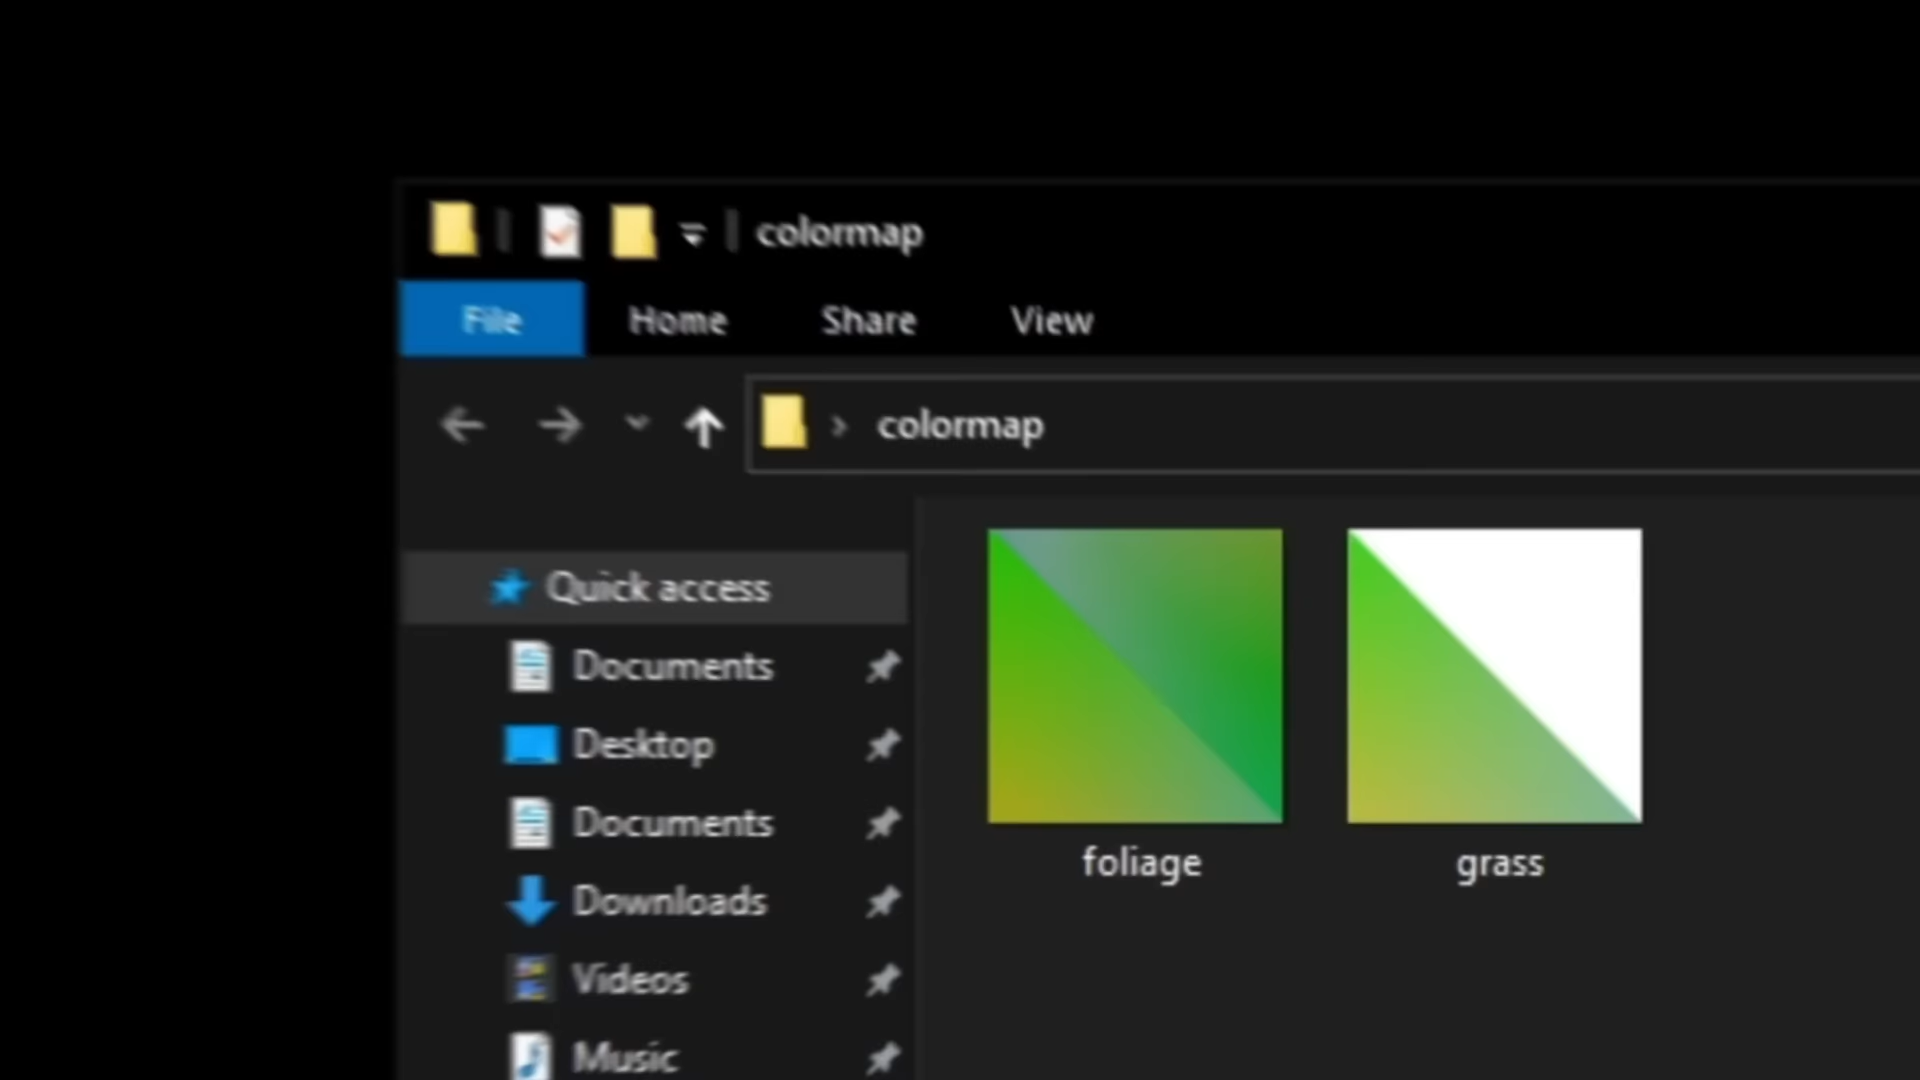 colormap
File Home Share View
colormap
Quick access
Documents
Desktop
Documents
Downloads
Videos
Music
foliage
grass